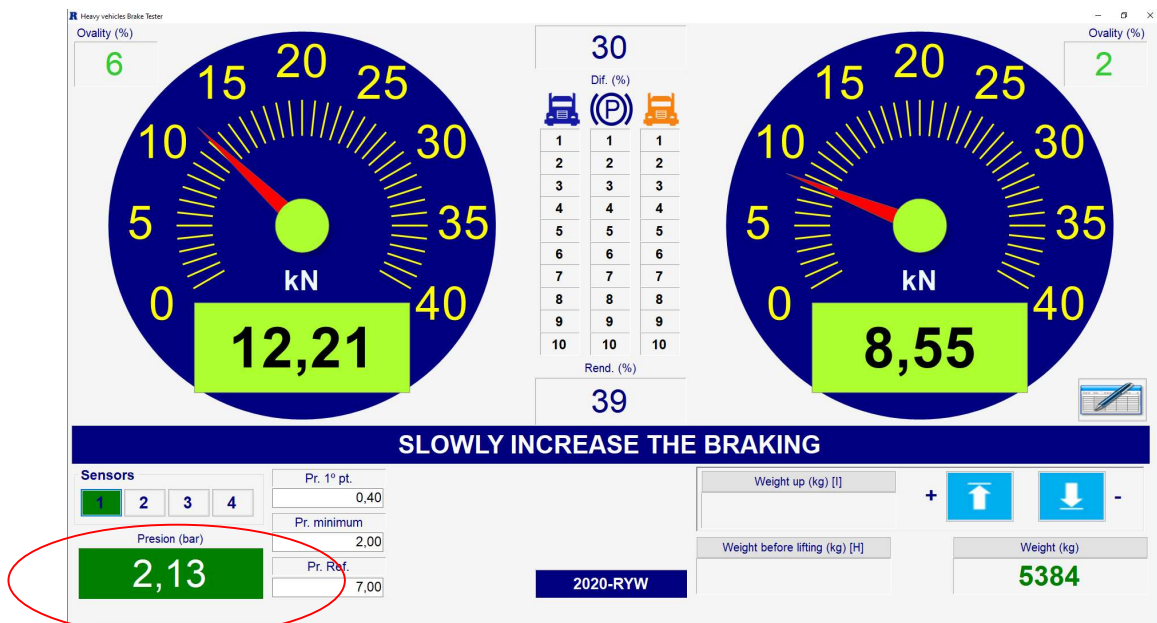 R Heavy vehicles Brake Tester
Ovality (%)
6
0
5
10
15
20
25
30
35
40
kN
12,21
30
Dif. (%)
(P)
1 1 1
2 2 2
3 3 3
4 4 4
5 5 5
6 6 6
7 7 7
8 8 8
9 9 9
10 10 10
Rend. (%)
39
Ovality (%)
2
0
5
10
15
20
25
30
35
40
kN
8,55
SLOWLY INCREASE THE BRAKING
Sensors
1 2 3 4
Presion (bar)
2,13
Pr. 1º pt.
0,40
Pr. minimum
2,00
Pr. Ref.
7,00
2020-RYW
Weight up (kg) [I]
+ -
Weight before lifting (kg) [H]
Weight (kg)
5384